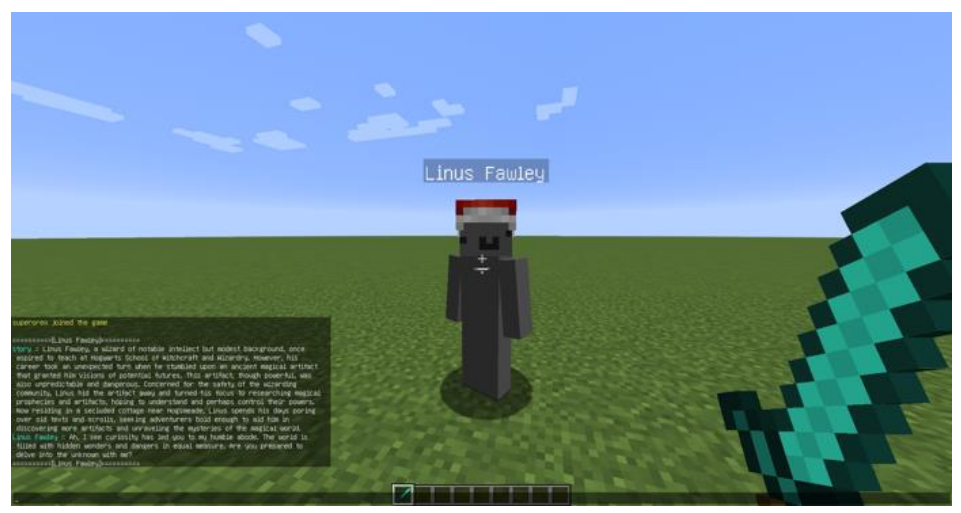 Linus Fawley
supersreo joined the game
==========[Linus Fawley]==========
Story : Linus Fawley, a wizard of notable intellect but modest background, once
aspired to teach at Hogwarts School of Witchcraft and Wizardry. However, his
career took an unexpected turn when he stumbled upon an ancient magical artifact
that granted him visions of potential futures. This artifact, though powerful, was
also unpredictable and dangerous. Concerned for the safety of the wizarding
community, Linus hid the artifact away and turned his focus to researching magical
prophecies and artifacts, hoping to understand and perhaps control their powers.
Now residing in a secluded cottage near Hogsmeade, Linus spends his days poring
over old texts and scrolls, seeking adventurers bold enough to aid him in
discovering more artifacts and unraveling the mysteries of the magical world.
Linus Fawley : Ah, I see curiosity has led you to my humble abode. The world is
filled with hidden wonders and dangers in equal measure. Are you prepared to
delve into the unknown with me?
==========[Linus Fawley]==========